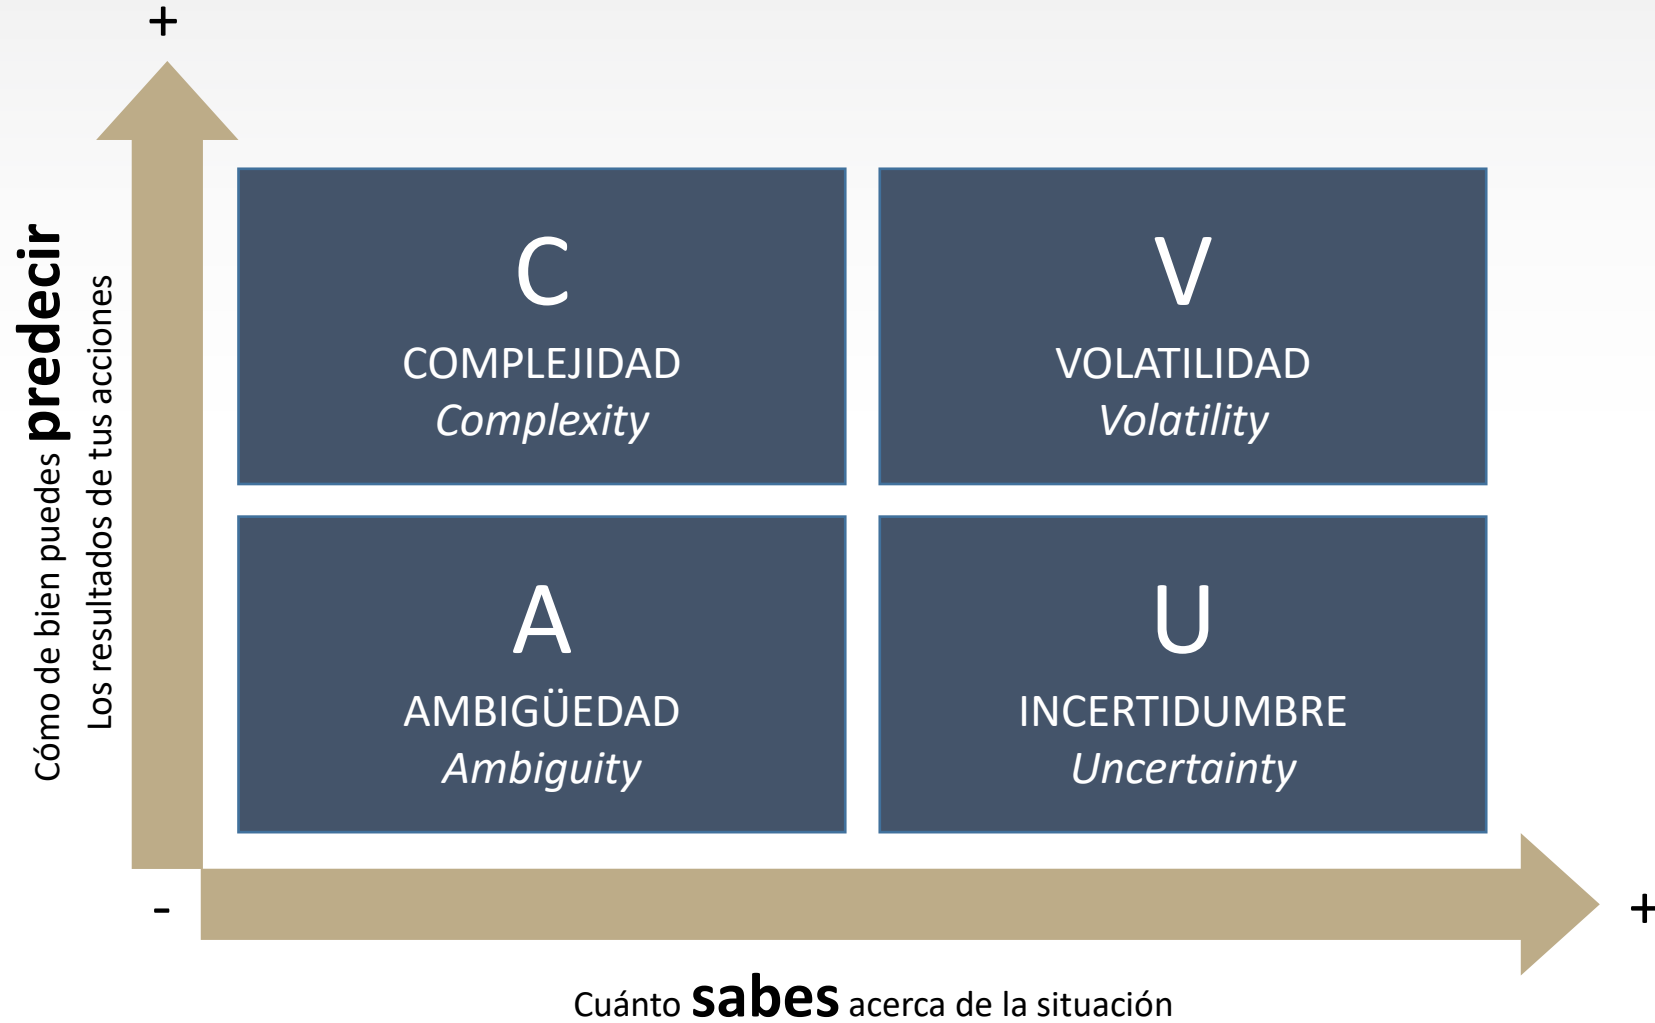 +
Cómo de bien puedes predecir
Los resultados de tus acciones
C
COMPLEJIDAD
Complexity
V
VOLATILIDAD
Volatility
A
AMBIGÜEDAD
Ambiguity
U
INCERTIDUMBRE
Uncertainty
-
+
Cuánto sabes acerca de la situación